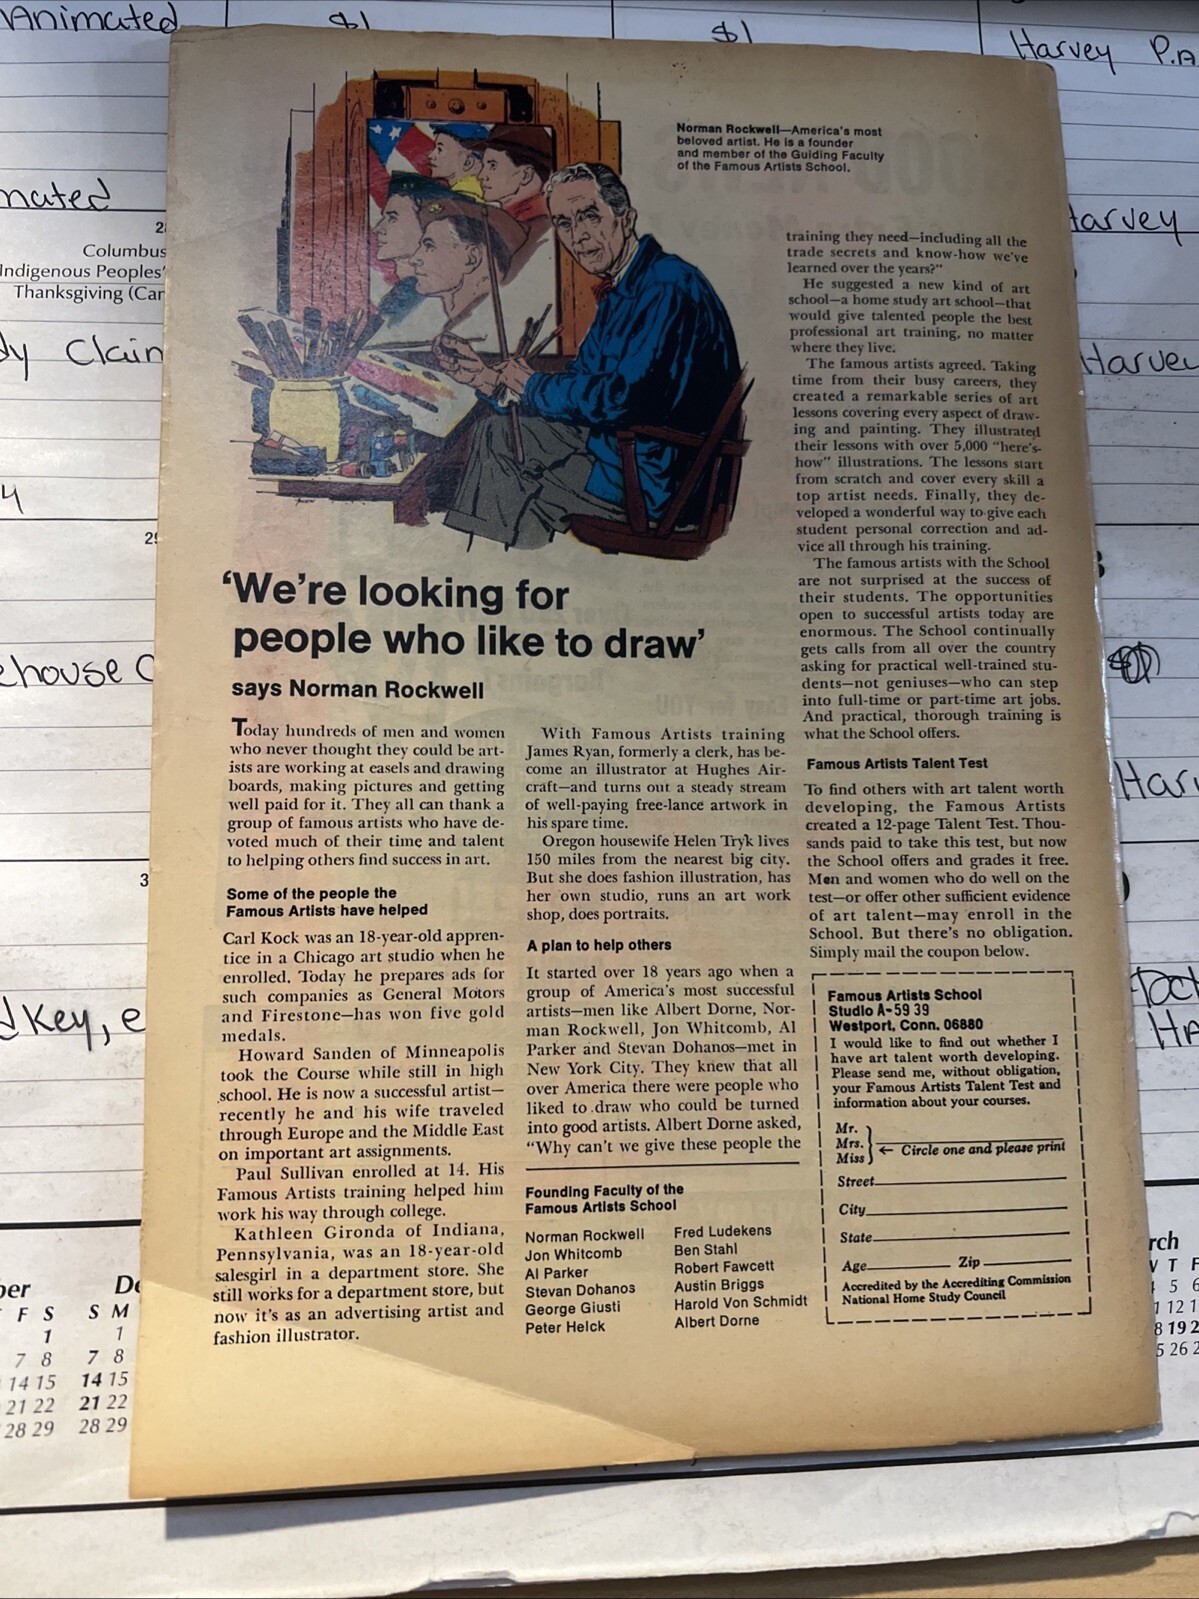 Animated
$1
$1
Harvey P.A
mated
Columbus
Indigenous Peoples'
Thanksgiving (Can
dy Clain
4
29
ehouse C
3
d Key, e
Harvey
Harvey
Norman Rockwell—America's most
beloved artist. He is a founder
and member of the Guiding Faculty
of the Famous Artists School.
'We're looking for
people who like to draw'
says Norman Rockwell
Today hundreds of men and women
who never thought they could be art-
ists are working at easels and drawing
boards, making pictures and getting
well paid for it. They all can thank a
group of famous artists who have de-
voted much of their time and talent
to helping others find success in art.
Some of the people the
Famous Artists have helped
Carl Kock was an 18-year-old appren-
tice in a Chicago art studio when he
enrolled. Today he prepares ads for
such companies as General Motors
and Firestone—has won five gold
medals.
Howard Sanden of Minneapolis
took the Course while still in high
school. He is now a successful artist—
recently he and his wife traveled
through Europe and the Middle East
on important art assignments.
Paul Sullivan enrolled at 14. His
Famous Artists training helped him
work his way through college.
Kathleen Gironda of Indiana,
Pennsylvania, was an 18-year-old
salesgirl in a department store. She
still works for a department store, but
now it's as an advertising artist and
fashion illustrator.
With Famous Artists training
James Ryan, formerly a clerk, has be-
come an illustrator at Hughes Air-
craft—and turns out a steady stream
of well-paying free-lance artwork in
his spare time.
Oregon housewife Helen Tryk lives
150 miles from the nearest big city.
But she does fashion illustration, has
her own studio, runs an art work
shop, does portraits.
A plan to help others
It started over 18 years ago when a
group of America's most successful
artists—men like Albert Dorne, Nor-
man Rockwell, Jon Whitcomb, Al
Parker and Stevan Dohanos—met in
New York City. They knew that all
over America there were people who
liked to draw who could be turned
into good artists. Albert Dorne asked,
"Why can't we give these people the
Founding Faculty of the
Famous Artists School
Norman Rockwell
Jon Whitcomb
Al Parker
Stevan Dohanos
George Giusti
Peter Helck
Fred Ludekens
Ben Stahl
Robert Fawcett
Austin Briggs
Harold Von Schmidt
Albert Dorne
training they need—including all the
trade secrets and know-how we've
learned over the years?"
He suggested a new kind of art
school—a home study art school—that
would give talented people the best
professional art training, no matter
where they live.
The famous artists agreed. Taking
time from their busy careers, they
created a remarkable series of art
lessons covering every aspect of draw-
ing and painting. They illustrated
their lessons with over 5,000 "here's-
how" illustrations. The lessons start
from scratch and cover every skill a
top artist needs. Finally, they de-
veloped a wonderful way to give each
student personal correction and ad-
vice all through his training.
The famous artists with the School
are not surprised at the success of
their students. The opportunities
open to successful artists today are
enormous. The School continually
gets calls from all over the country
asking for practical well-trained stu-
dents—not geniuses—who can step
into full-time or part-time art jobs.
And practical, thorough training is
what the School offers.
Famous Artists Talent Test
To find others with art talent worth
developing, the Famous Artists
created a 12-page Talent Test. Thou-
sands paid to take this test, but now
the School offers and grades it free.
Men and women who do well on the
test—or offer other sufficient evidence
of art talent—may enroll in the
School. But there's no obligation.
Simply mail the coupon below.
Famous Artists School
Studio A-59 39
Westport, Conn. 06880
I would like to find out whether I
have art talent worth developing.
Please send me, without obligation,
your Famous Artists Talent Test and
information about your courses.
Mr.
Mrs.
Miss
← Circle one and please print
Street
City
State
Age Zip
Accredited by the Accrediting Commission
National Home Study Council
ber De
F S S M
1 1
7 8 7 8
14 15 14 15
21 22 21 22
28 29 28 29
rch
T F
5 6
12 1
19 2
26 2